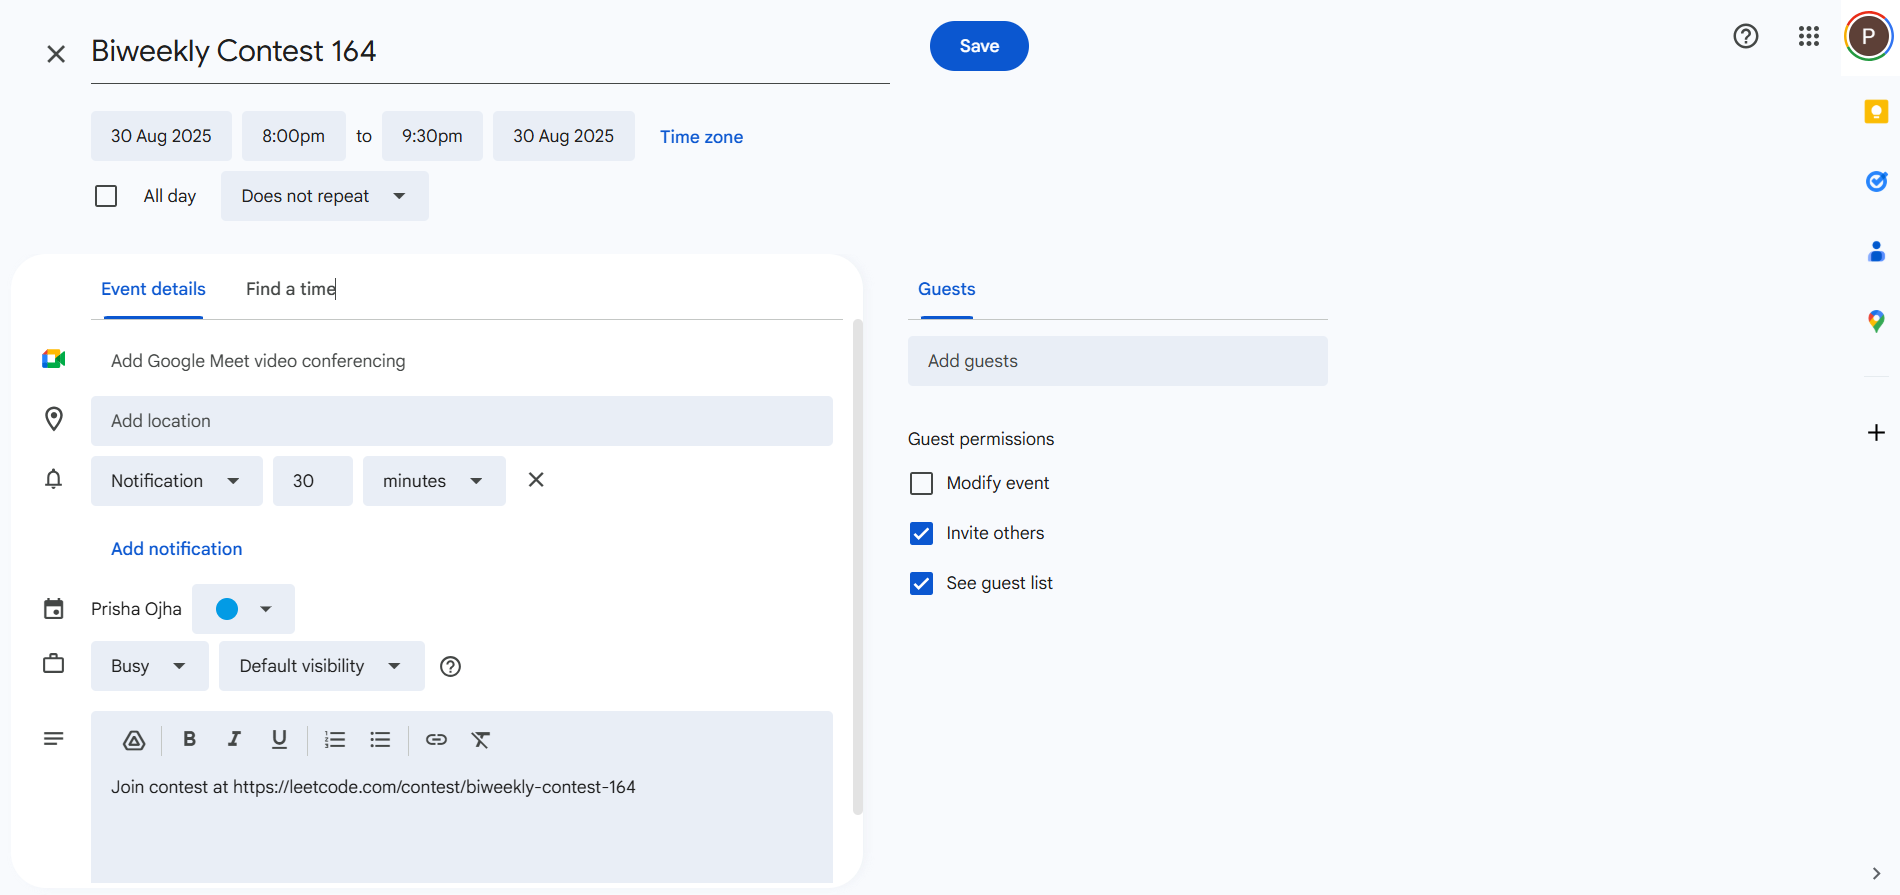 Biweekly Contest 164
Save
P
30 Aug 2025 8:00pm to 9:30pm 30 Aug 2025 Time zone
All day Does not repeat
Event details Find a time
Guests
Add Google Meet video conferencing
Add guests
Add location
Guest permissions
Notification 30 minutes
Modify event
Invite others
Add notification
See guest list
Prisha Ojha
Busy Default visibility
B I U
Join contest at https://leetcode.com/contest/biweekly-contest-164